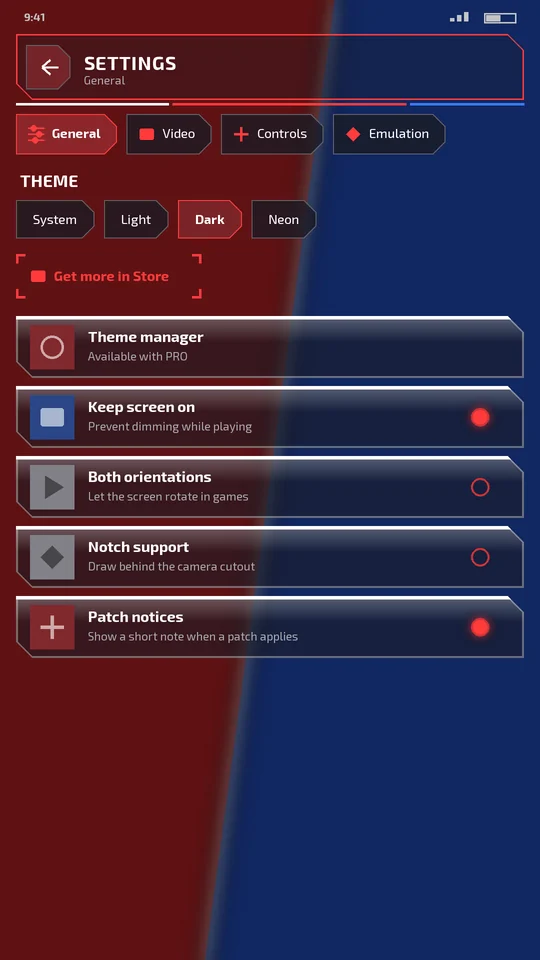 9:41
SETTINGS
General
General
Video
Controls
Emulation
THEME
System
Light
Dark
Neon
Get more in Store
Theme manager
Available with PRO
Keep screen on
Prevent dimming while playing
Both orientations
Let the screen rotate in games
Notch support
Draw behind the camera cutout
Patch notices
Show a short note when a patch applies